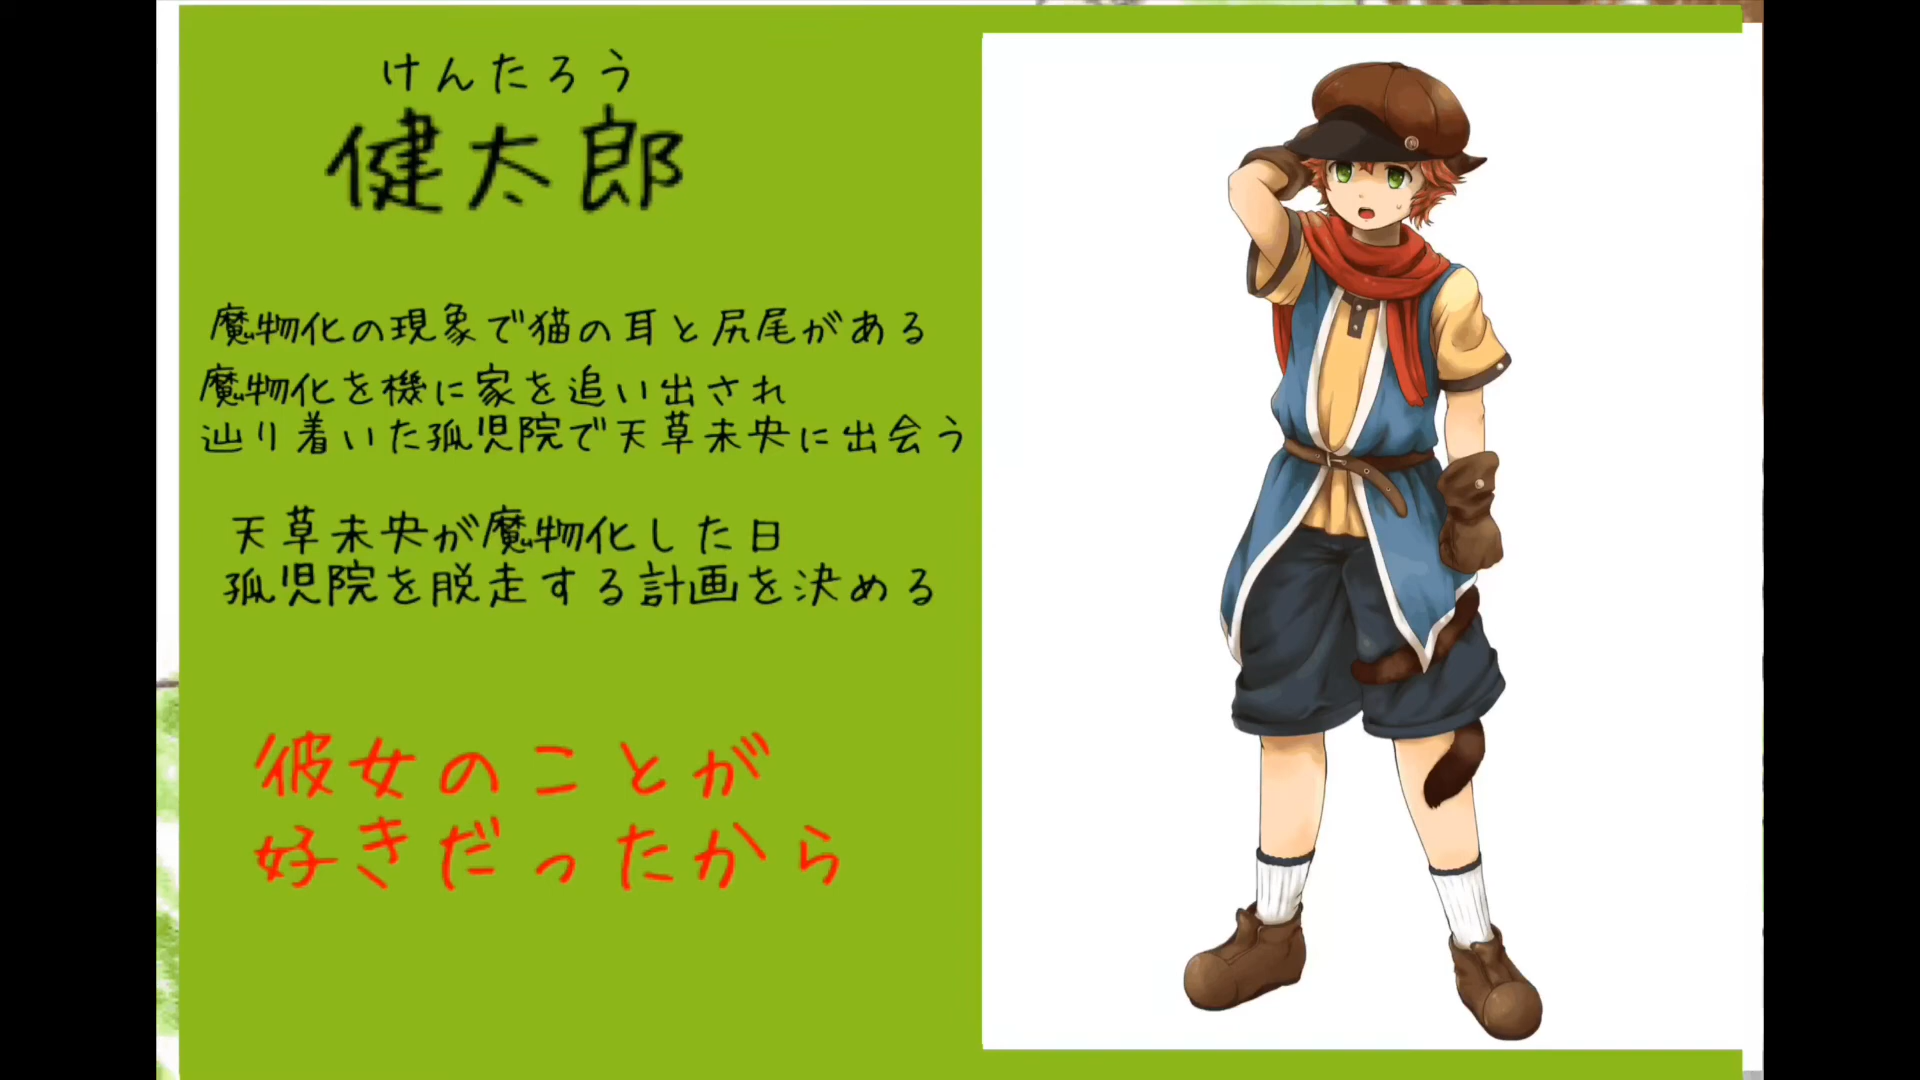 けんたろう
健太郎
魔物化の現象で猫の耳と尻尾がある
魔物化を機に家を追い出され
辿り着いた孤児院で天草未央に出会う
天草未央が魔物化した日
孤児院を脱走する計画を決める
彼女のことが
好きだったから